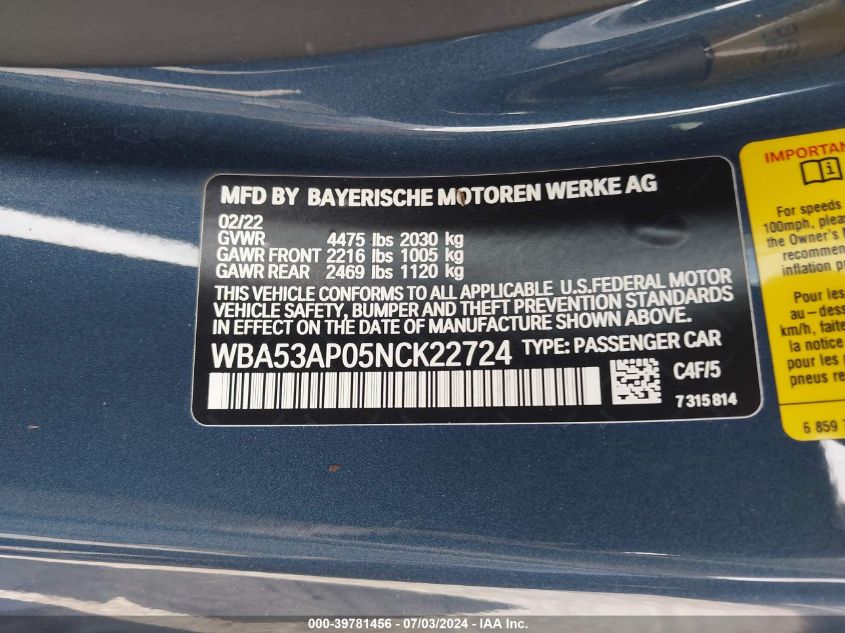 MFD BY BAYERISCHE MOTOREN WERKE AG
02/22
GVWR 4475 lbs 2030 kg
GAWR FRONT 2216 lbs 1005 kg
GAWR REAR 2469 lbs 1120 kg
THIS VEHICLE CONFORMS TO ALL APPLICABLE U.S.FEDERAL MOTOR
VEHICLE SAFETY, BUMPER AND THEFT PREVENTION STANDARDS
IN EFFECT ON THE DATE OF MANUFACTURE SHOWN ABOVE.
WBA53AP05NCK22724 TYPE: PASSENGER CAR
C4F/5
7315814
IMPORTAN
For speeds
100mph, pleas
the Owner's
recommen
inflation p
Pour les
au-dess
km/h, faite
la notice
les recom
pneus re
6 859
000-39781456 - 07/03/2024 - IMPACT AUTO AUCTIONS -